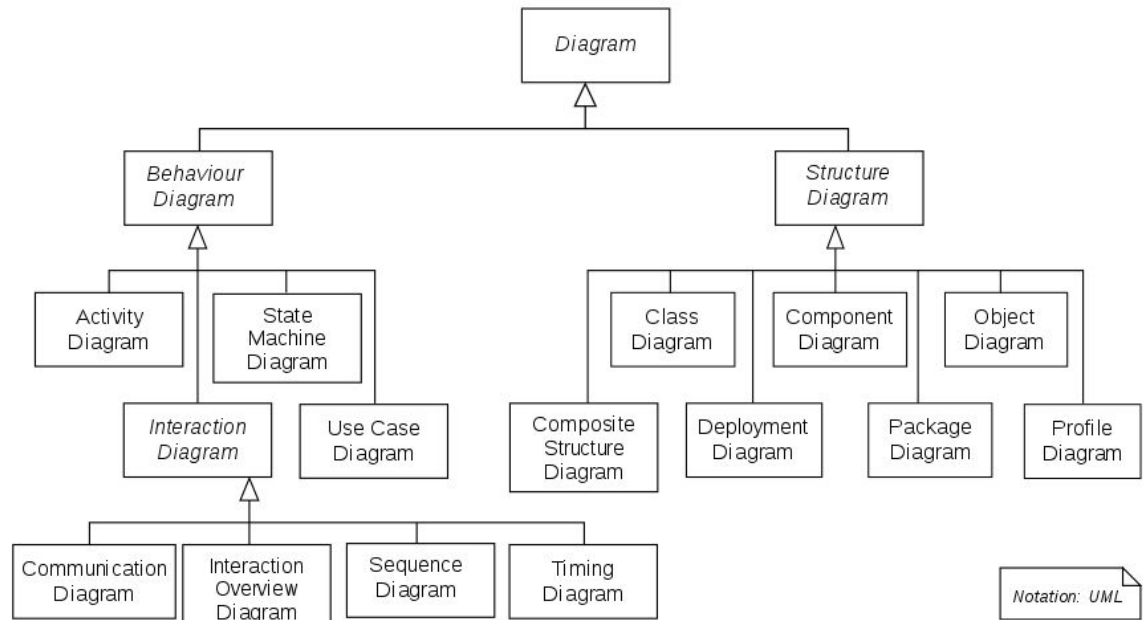 Diagram
Behaviour
Diagram
Structure
Diagram
Activity
Diagram
State
Machine
Diagram
Class
Diagram
Component
Diagram
Object
Diagram
Interaction
Diagram
Use Case
Diagram
Composite
Structure
Diagram
Deployment
Diagram
Package
Diagram
Profile
Diagram
Communication
Diagram
Interaction
Overview
Diagram
Sequence
Diagram
Timing
Diagram
Notation: UML